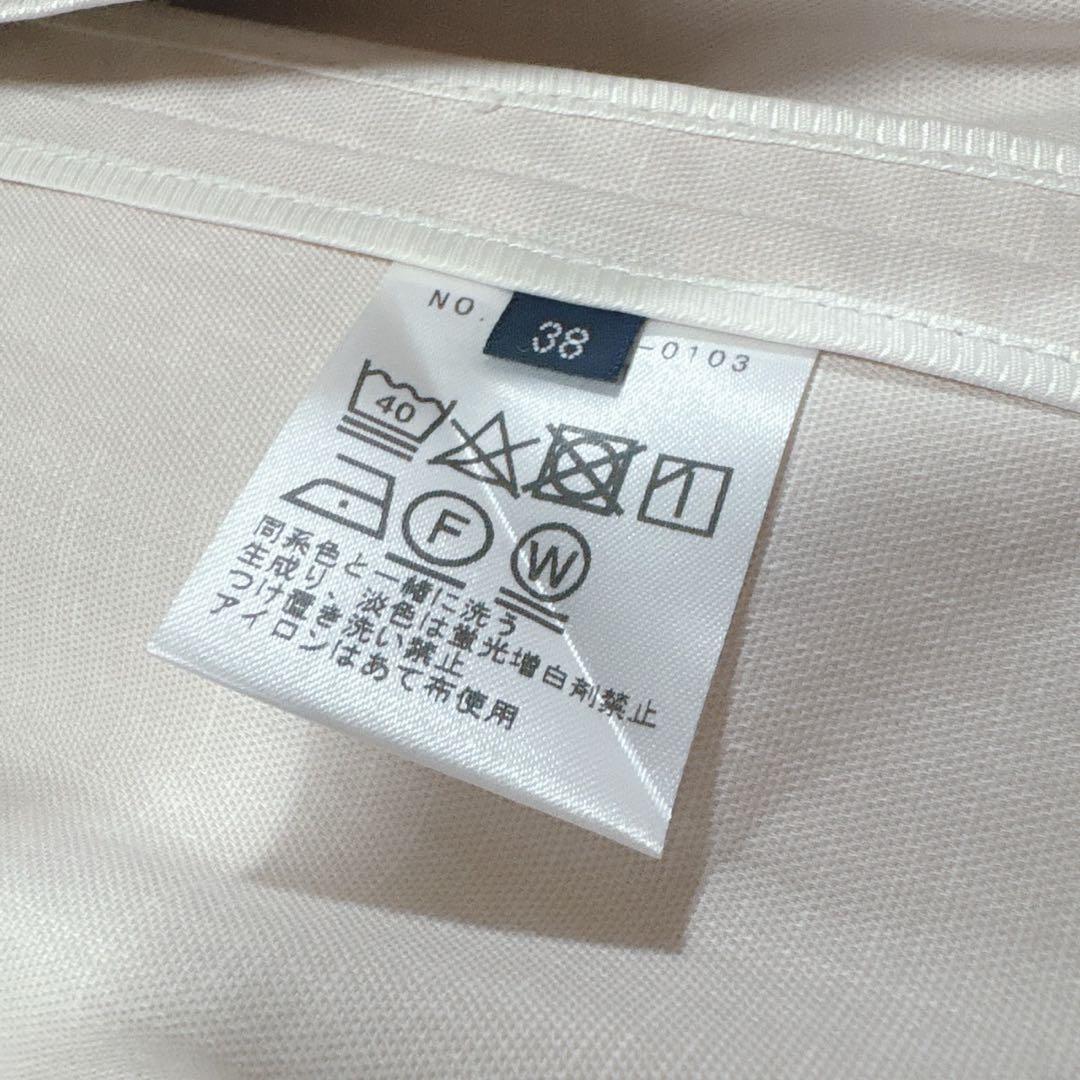 NO.
38
-0103
40
F
W
同系色と一緒に洗う
生成り、淡色は蛍光増白剤禁止
つけ置き洗い禁止
アイロンはあて布使用